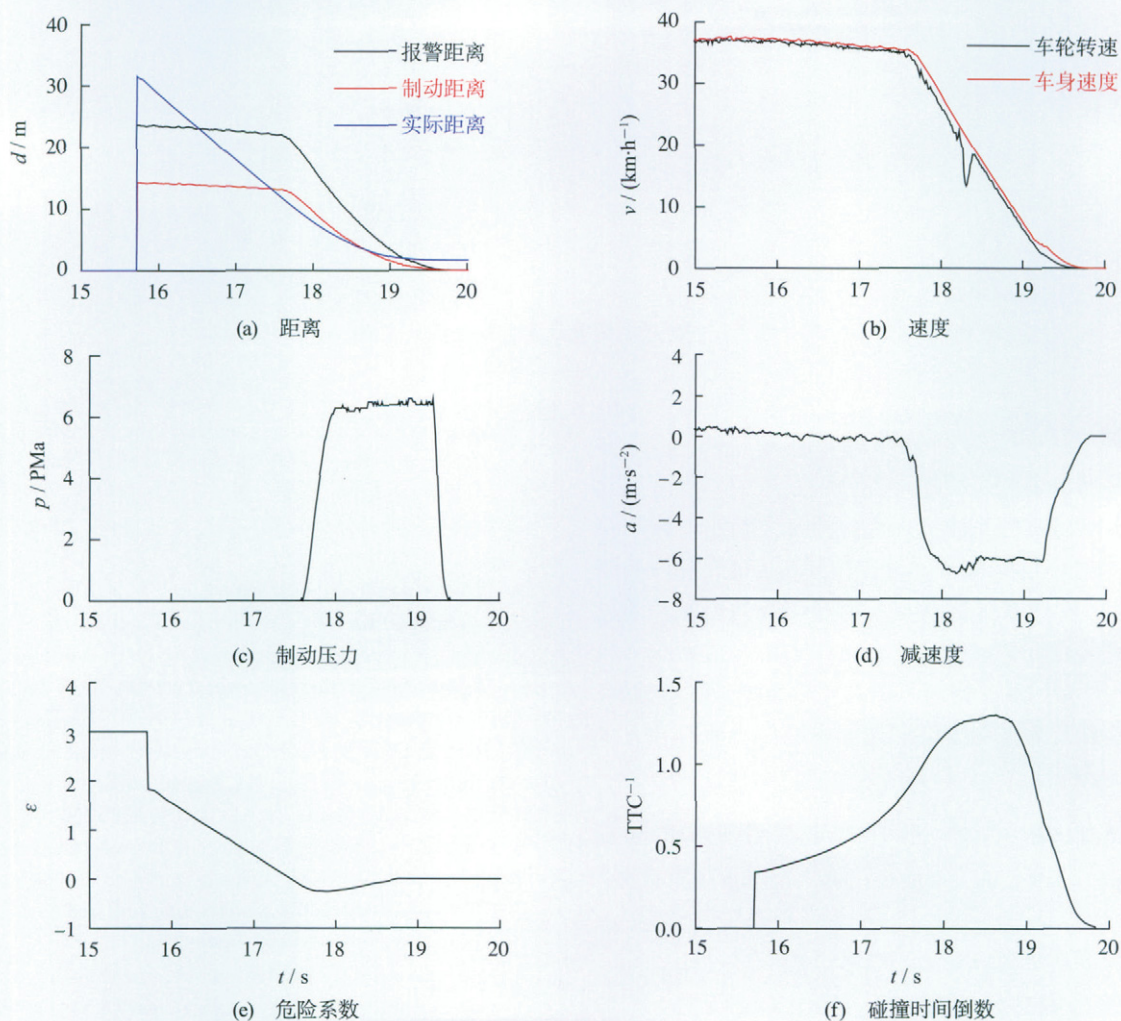 40
30
20
10
0
d / m
报警距离
制动距离
实际距离
15 16 17 18 19 20
(a) 距离
40
30
20
10
0
v / (km·h⁻¹)
车轮转速
车身速度
15 16 17 18 19 20
(b) 速度
8
6
4
2
0
p / PMa
15 16 17 18 19 20
(c) 制动压力
4
2
0
−2
−4
−6
−8
a / (m·s⁻²)
15 16 17 18 19 20
(d) 减速度
4
3
2
1
0
−1
ε
15 16 17 18 19 20
t / s
(e) 危险系数
1.5
1.0
0.5
0.0
TTC⁻¹
15 16 17 18 19 20
t / s
(f) 碰撞时间倒数